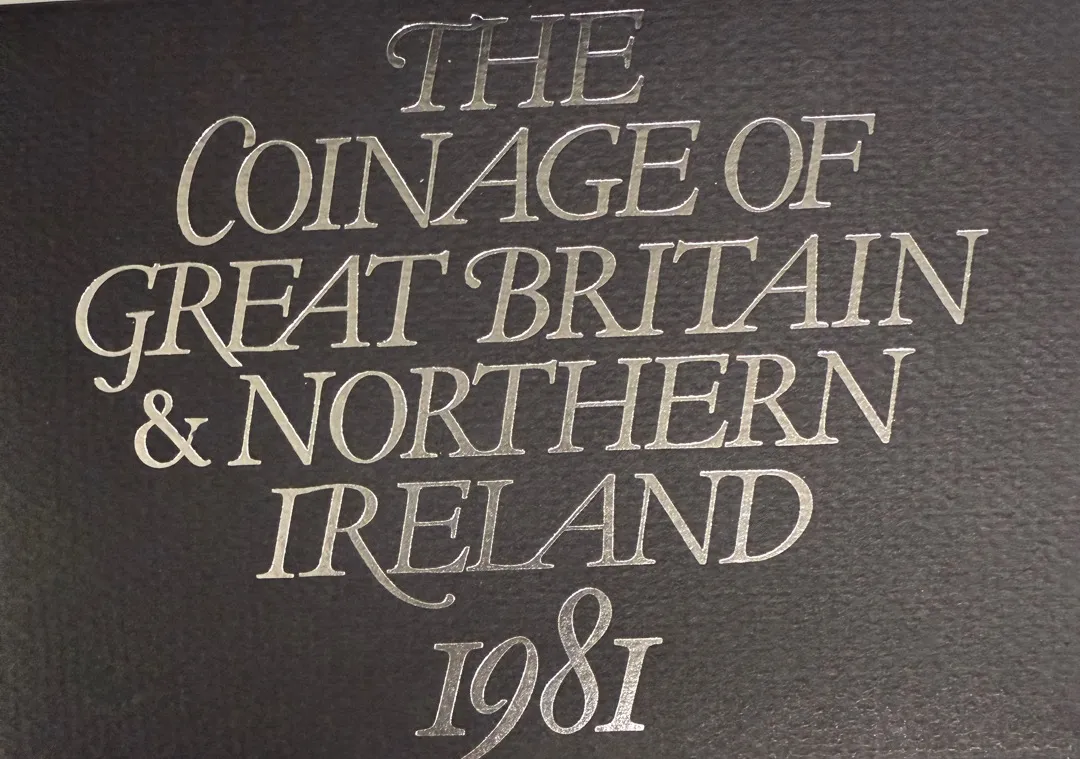 THE
COINAGE OF
GREAT BRITAIN
& NORTHERN
IRELAND
1981